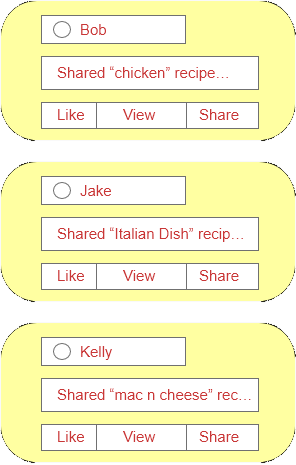 Bob
Shared “chicken” recipe…
Like View Share
Jake
Shared “Italian Dish” recip…
Like View Share
Kelly
Shared “mac n cheese” rec…
Like View Share